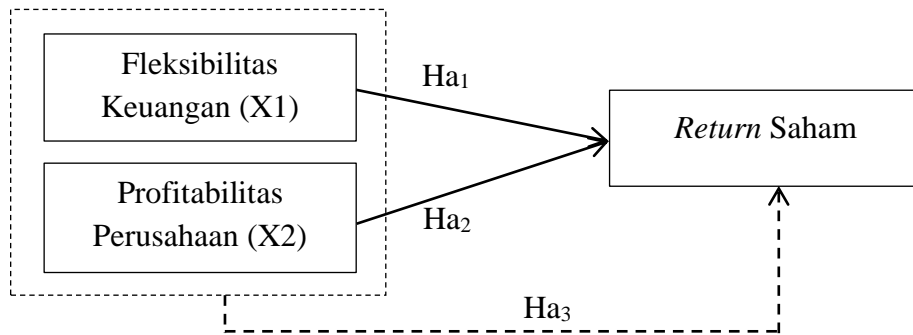 Fleksibilitas
Keuangan (X1)
Ha₁
Return Saham
Profitabilitas
Perusahaan (X2)
Ha₂
Ha₃